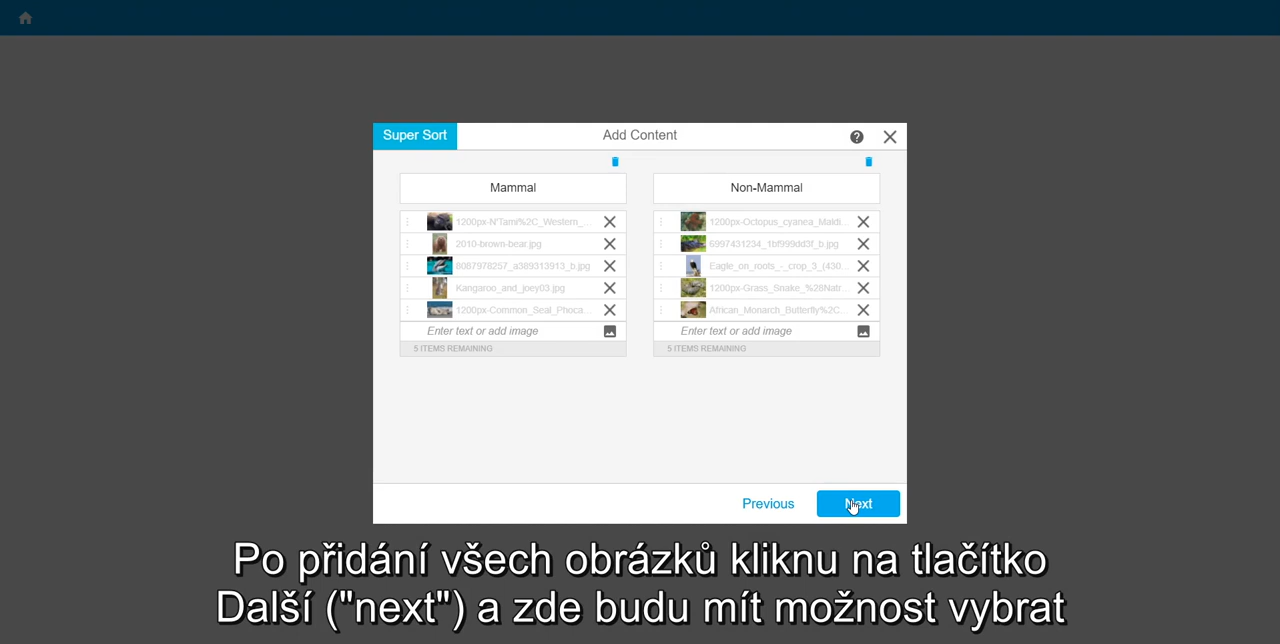 Super Sort
Add Content
Mammal
Non-Mammal
1200px-N'Tami%2C_Western_...
1200px-Octopus_cyanea_Maldi...
2010-brown-bear.jpg
6997431234_1bf999dd3f_b.jpg
8087978257_a389313913_b.jpg
Eagle_on_roots_-_crop_3_(430...
Kangaroo_and_joey03.jpg
1200px-Grass_Snake_%28Natr...
1200px-Common_Seal_Phoca...
African_Monarch_Butterfly%2C...
Enter text or add image
Enter text or add image
5 ITEMS REMAINING
5 ITEMS REMAINING
Previous
Next
Po přidání všech obrázků kliknu na tlačítko
Další ("next") a zde budu mít možnost vybrat